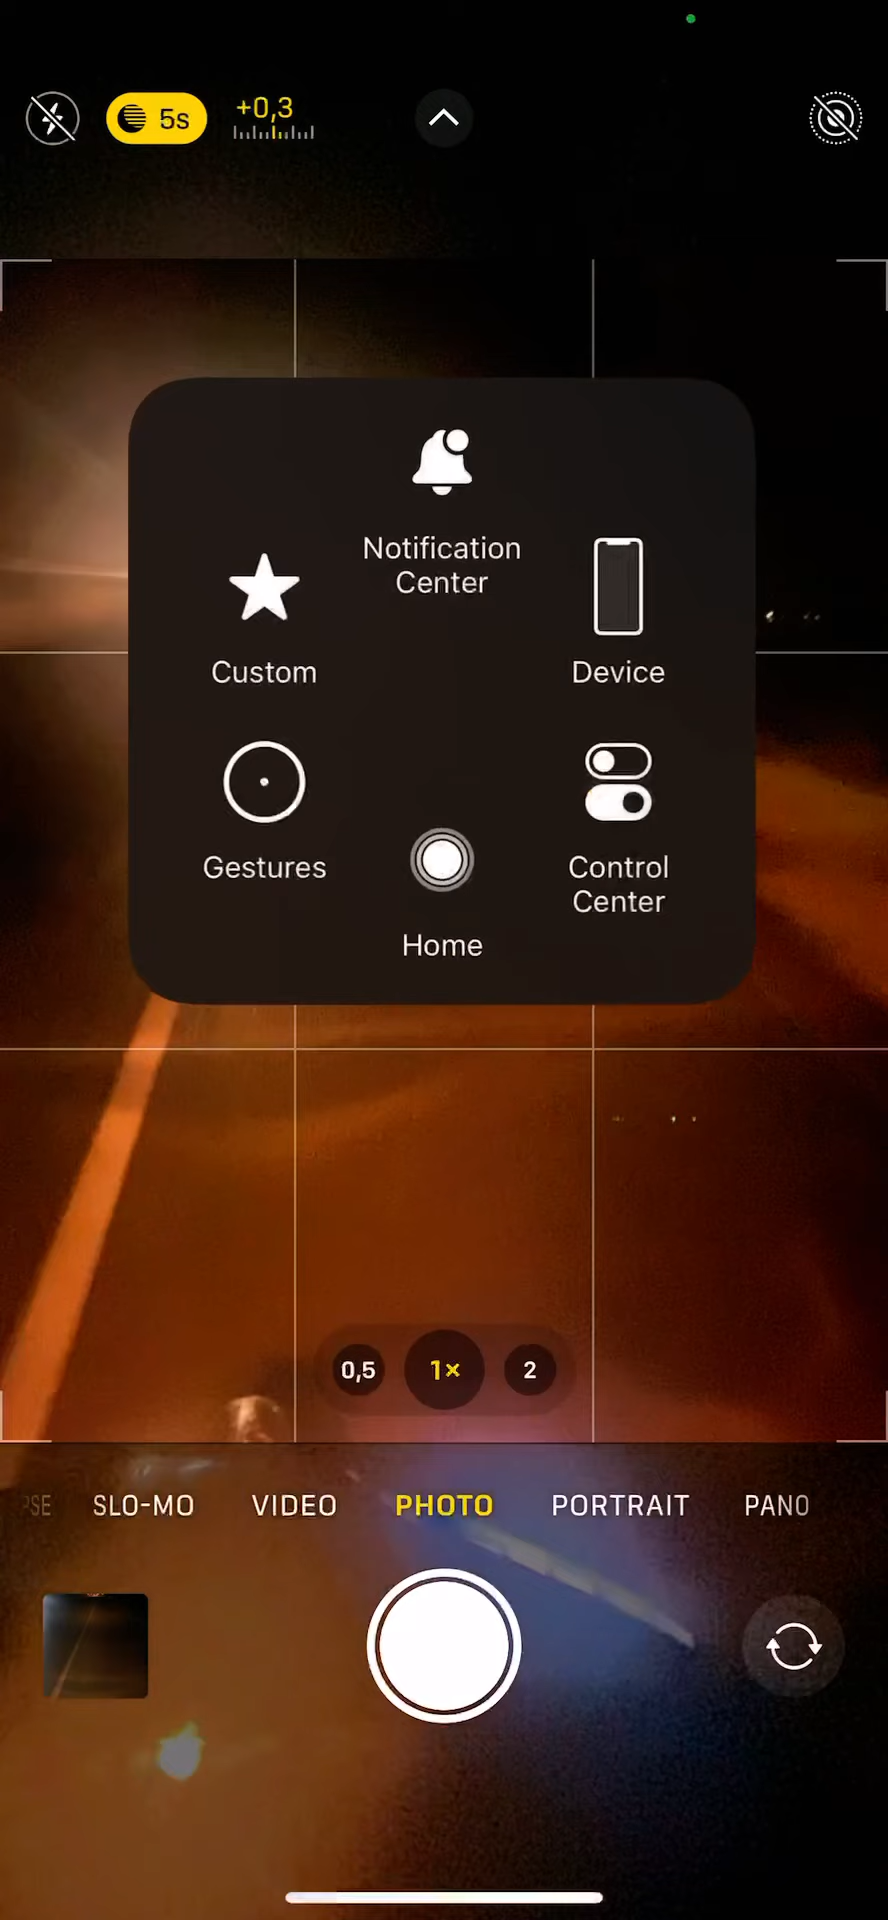 5s
+0,3
Notification
Center
Custom
Device
Gestures
Control
Center
Home
0,5
1×
2
SLO-MO
VIDEO
PHOTO
PORTRAIT
PANO